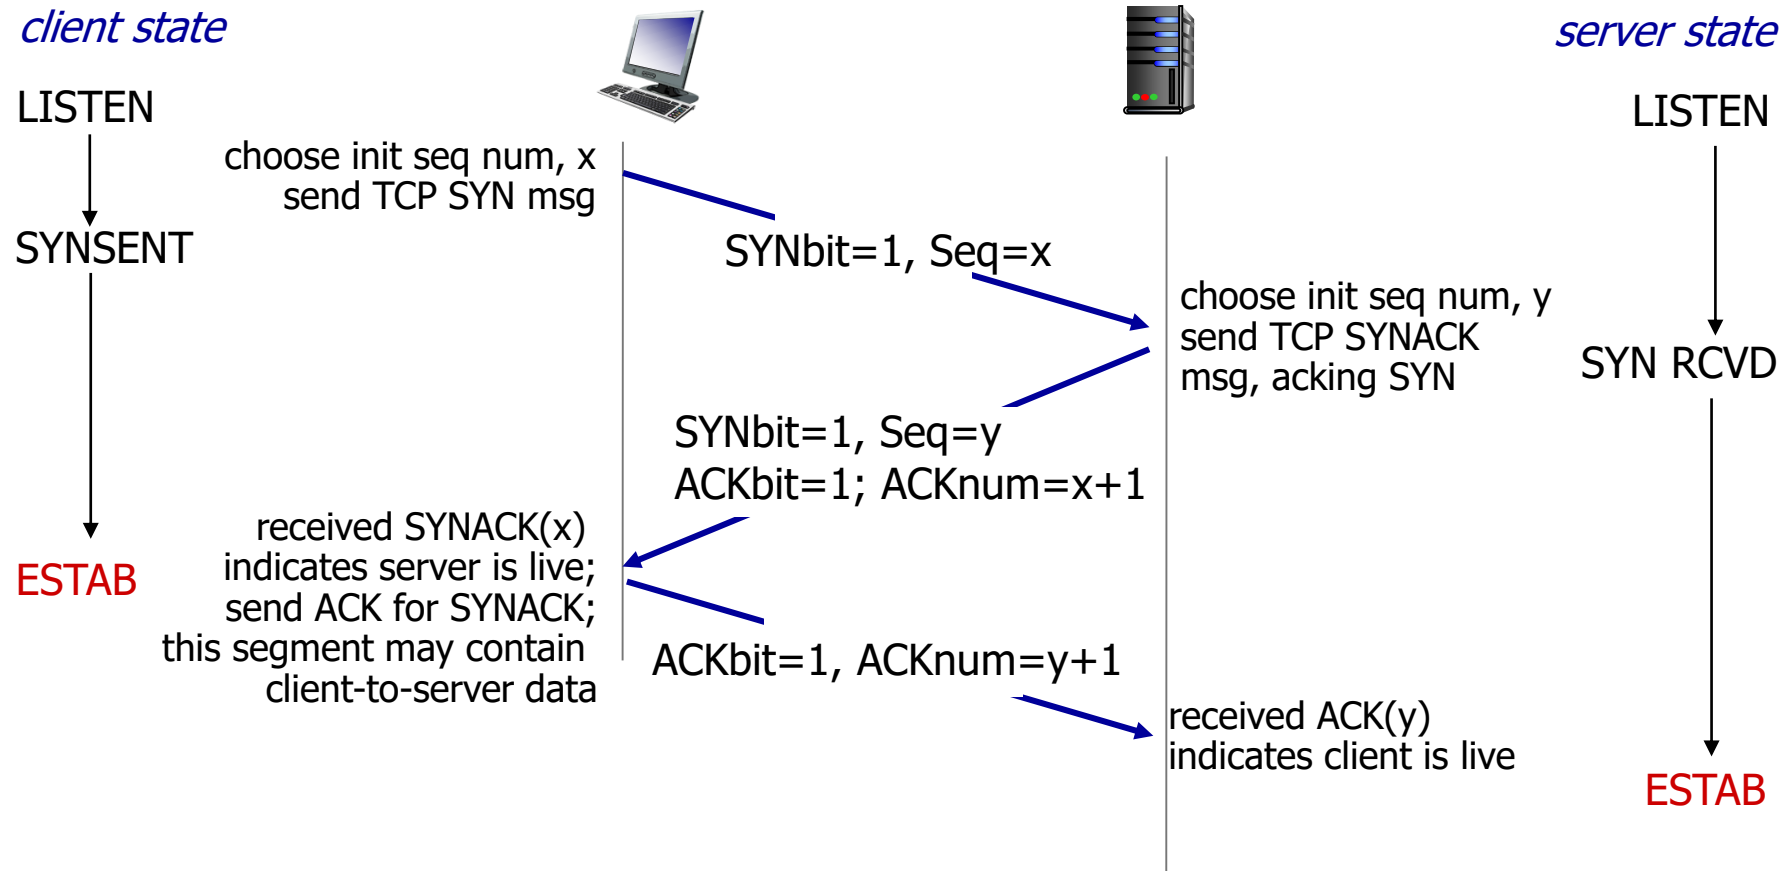 client state
server state
LISTEN
LISTEN
choose init seq num, x
send TCP SYN msg
SYNSENT
SYNbit=1, Seq=x
choose init seq num, y
send TCP SYNACK
msg, acking SYN
SYN RCVD
SYNbit=1, Seq=y
ACKbit=1; ACKnum=x+1
received SYNACK(x)
indicates server is live;
send ACK for SYNACK;
this segment may contain
client-to-server data
ESTAB
ACKbit=1, ACKnum=y+1
received ACK(y)
indicates client is live
ESTAB